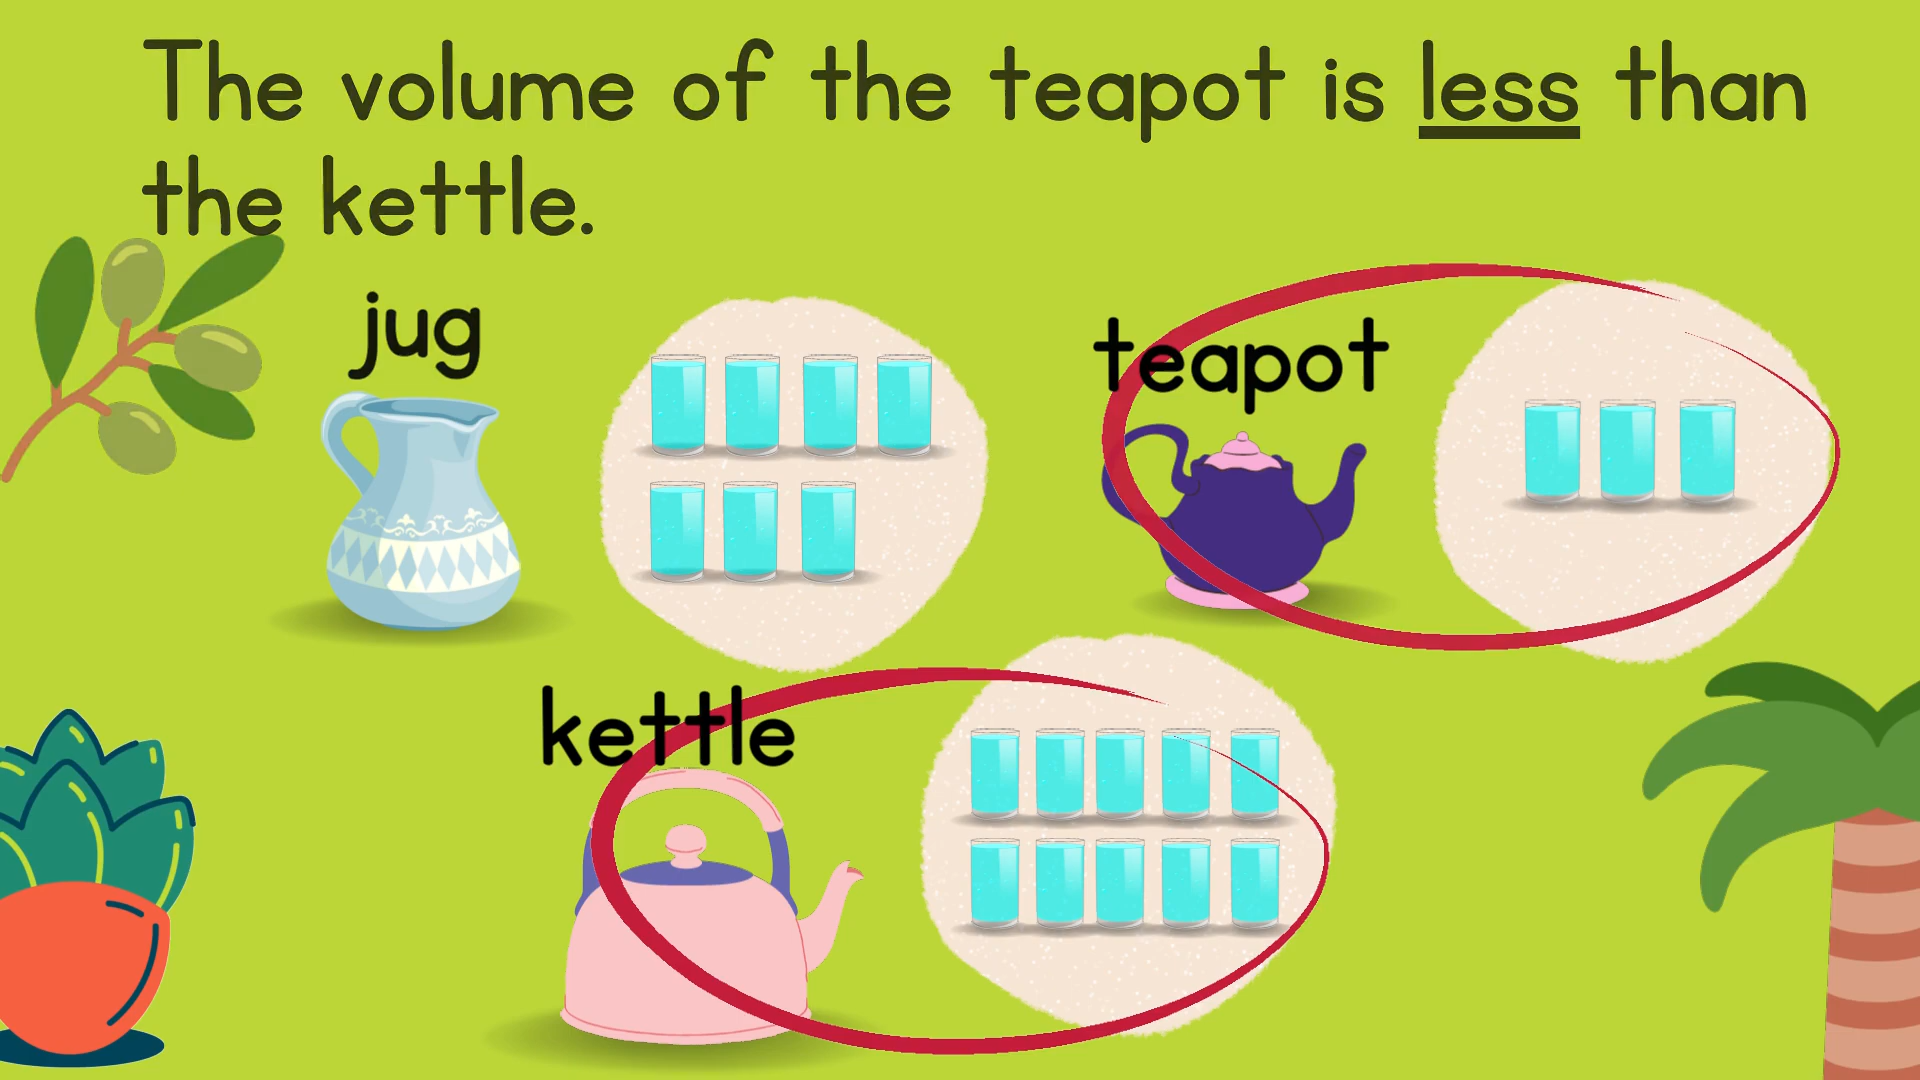 The volume of the teapot is less than
the kettle.
jug
teapot
kettle